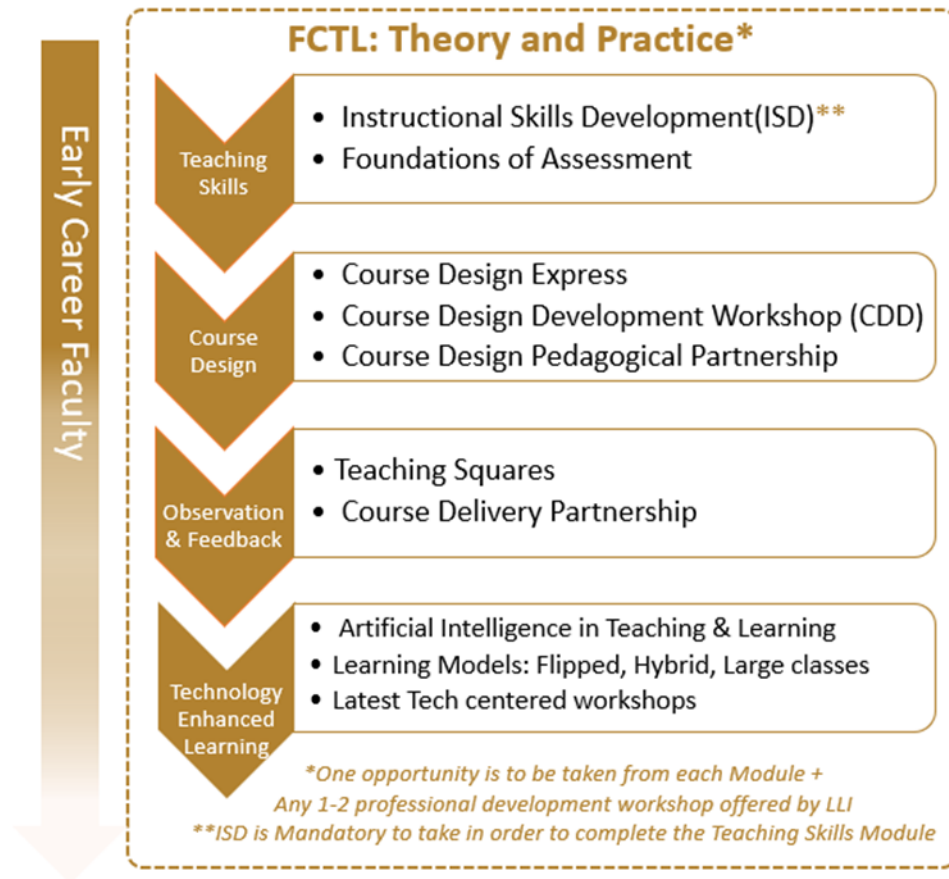 FCTL: Theory and Practice*
Early Career Faculty
Teaching
Skills
• Instructional Skills Development(ISD)**
• Foundations of Assessment
Course
Design
• Course Design Express
• Course Design Development Workshop (CDD)
• Course Design Pedagogical Partnership
Observation
& Feedback
• Teaching Squares
• Course Delivery Partnership
Technology
Enhanced
Learning
• Artificial Intelligence in Teaching & Learning
• Learning Models: Flipped, Hybrid, Large classes
• Latest Tech centered workshops
*One opportunity is to be taken from each Module +
Any 1-2 professional development workshop offered by LLI
**ISD is Mandatory to take in order to complete the Teaching Skills Module